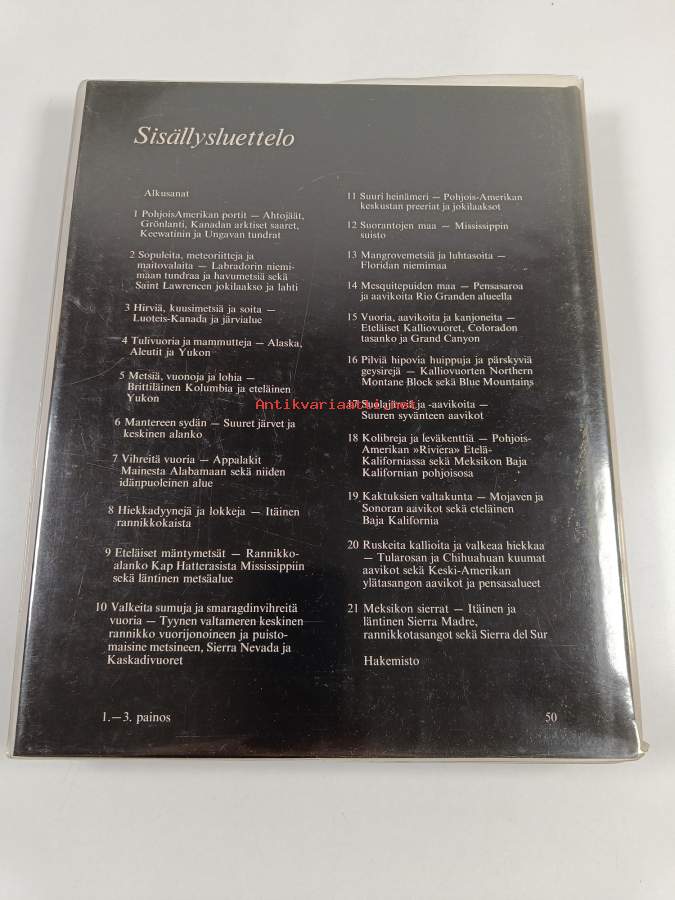 Sisällysluettelo
Alkusanat
1 PohjoisAmerikan portit — Ahtojäät,
Grönlanti, Kanadan arktiset saaret,
Keewatinin ja Ungavan tundrat
2 Sopuleita, meteoriitteja ja
maitovalaita — Labradorin niemi-
maan tundraa ja havumetsiä sekä
Saint Lawrencen jokilaakso ja lahti
3 Hirviä, kuusimetsiä ja soita —
Luoteis-Kanada ja järvialue
4 Tulivuoria ja mammutteja — Alaska,
Aleutit ja Yukon
5 Metsiä, vuonoja ja lohia —
Brittiläinen Kolumbia ja eteläinen
Yukon
6 Mantereen sydän — Suuret järvet ja
keskinen alanko
7 Vihreitä vuoria — Appalakit
Mainesta Alabamaan sekä niiden
idänpuoleinen alue
8 Hiekkadyynejä ja lokkeja — Itäinen
rannikkokaista
9 Eteläiset mäntymetsät — Rannikko-
alanko Kap Hatterasista Mississippiin
sekä läntinen metsäalue
10 Valkeita sumuja ja smaragdinvihreitä
vuoria — Tyynen valtameren keskinen
rannikko vuorijonoineen ja puisto-
maisine metsineen, Sierra Nevada ja
Kaskadivuoret
11 Suuri heinämeri — Pohjois-Amerikan
keskustan preeriat ja jokilaaksot
12 Suorantojen maa — Mississippin
suisto
13 Mangrovemetsiä ja luhtasoita —
Floridan niemimaa
14 Mesquitepuiden maa — Pensasaroa
ja aavikoita Rio Granden alueella
15 Vuoria, aavikoita ja kanjoneita —
Eteläiset Kalliovuoret, Coloradon
tasanko ja Grand Canyon
16 Pilviä hipovia huippuja ja pärskyviä
geysirejä — Kalliovuorten Northern
Montane Block sekä Blue Mountains
17 Suolajärviä ja -aavikoita —
Suuren syvänteen aavikot
18 Kolibreja ja leväkenttiä — Pohjois-
Amerikan »Riviera» Etelä-
Kaliforniassa sekä Meksikon Baja
Kalifornian pohjoisosa
19 Kaktuksien valtakunta — Mojaven ja
Sonoran aavikot sekä eteläinen
Baja Kalifornia
20 Ruskeita kallioita ja valkeaa hiekkaa
— Tularosan ja Chihuahuan kuumat
aavikot sekä Keski-Amerikan
ylätasangon aavikot ja pensasalueet
21 Meksikon sierrat — Itäinen ja
läntinen Sierra Madre,
rannikkotasangot sekä Sierra del Sur
Hakemisto
1.—3. painos
50
Antikvariaatti.net